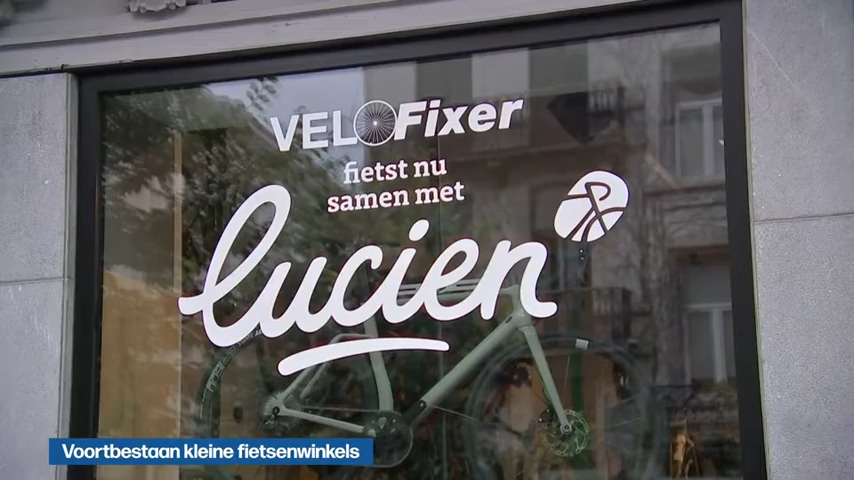 VELOFixer
fietst nu
samen met
lucien
Voortbestaan kleine fietsenwinkels